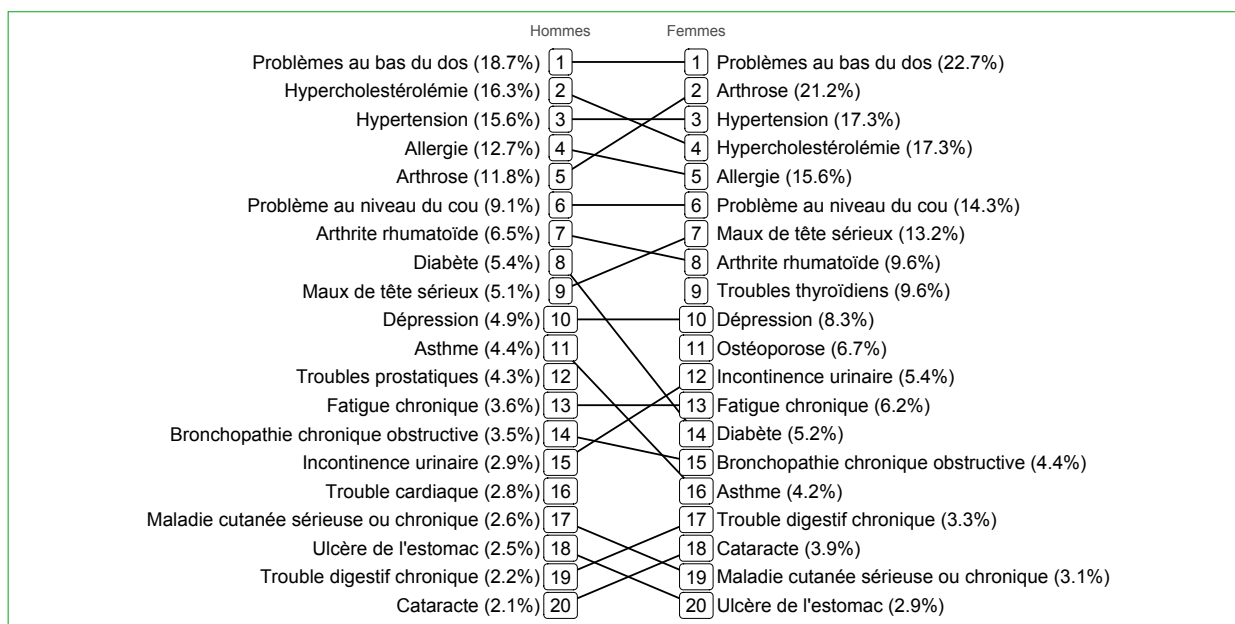 Hommes Femmes
Problèmes au bas du dos (18.7%) 1 1 Problèmes au bas du dos (22.7%)
Hypercholestérolémie (16.3%) 2 2 Arthrose (21.2%)
Hypertension (15.6%) 3 3 Hypertension (17.3%)
Allergie (12.7%) 4 4 Hypercholestérolémie (17.3%)
Arthrose (11.8%) 5 5 Allergie (15.6%)
Problème au niveau du cou (9.1%) 6 6 Problème au niveau du cou (14.3%)
Arthrite rhumatoïde (6.5%) 7 7 Maux de tête sérieux (13.2%)
Diabète (5.4%) 8 8 Arthrite rhumatoïde (9.6%)
Maux de tête sérieux (5.1%) 9 9 Troubles thyroïdiens (9.6%)
Dépression (4.9%) 10 10 Dépression (8.3%)
Asthme (4.4%) 11 11 Ostéoporose (6.7%)
Troubles prostatiques (4.3%) 12 12 Incontinence urinaire (5.4%)
Fatigue chronique (3.6%) 13 13 Fatigue chronique (6.2%)
Bronchopathie chronique obstructive (3.5%) 14 14 Diabète (5.2%)
Incontinence urinaire (2.9%) 15 15 Bronchopathie chronique obstructive (4.4%)
Trouble cardiaque (2.8%) 16 16 Asthme (4.2%)
Maladie cutanée sérieuse ou chronique (2.6%) 17 17 Trouble digestif chronique (3.3%)
Ulcère de l'estomac (2.5%) 18 18 Cataracte (3.9%)
Trouble digestif chronique (2.2%) 19 19 Maladie cutanée sérieuse ou chronique (3.1%)
Cataracte (2.1%) 20 20 Ulcère de l'estomac (2.9%)